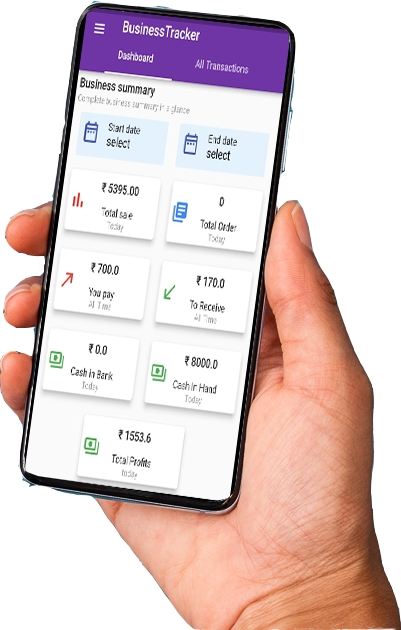 BusinessTracker
Dashboard
All Transactions
Business summary
Complete business summary in a glance
Start date
select
End date
select
₹ 5395.00
Total sale
Today
0
Total Order
Today
₹ 700.0
You pay
All Time
₹ 170.0
To Receive
All Time
₹ 0.0
Cash In Bank
Today
₹ 8000.0
Cash In Hand
Today
₹ 1553.6
Total Profits
today